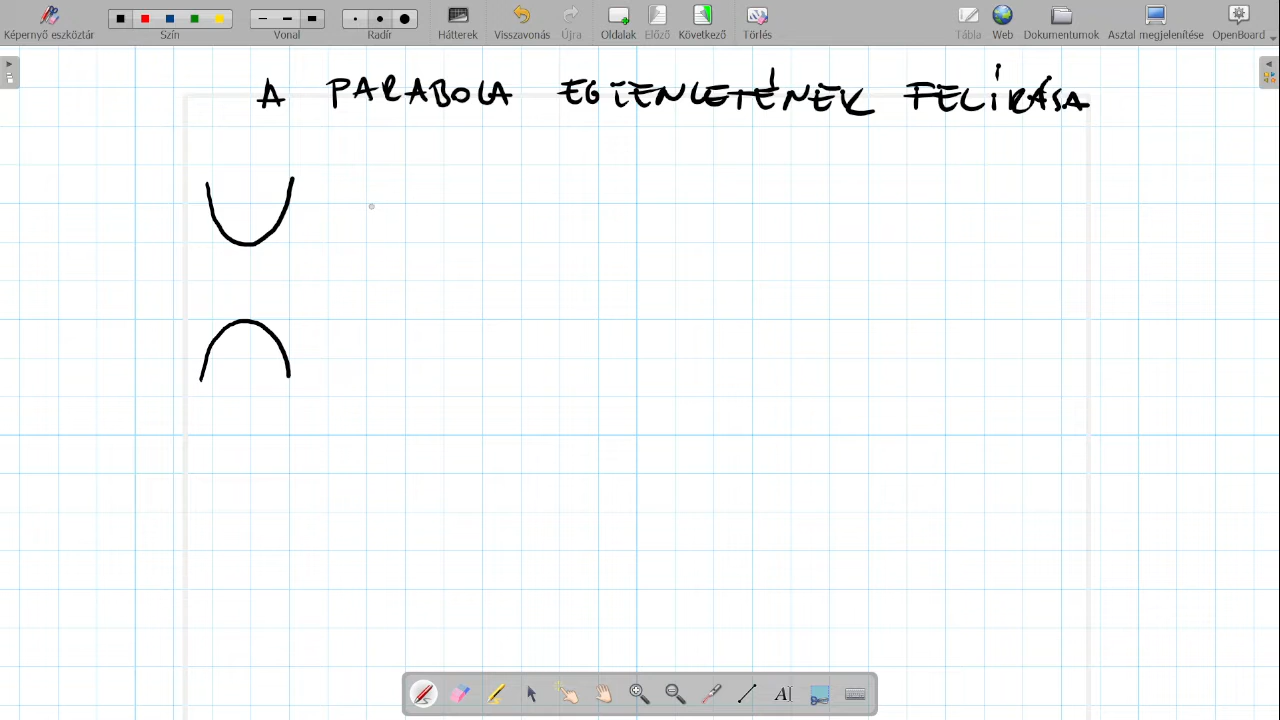 Képernyő eszköztár Szín Vonal Radír Hátterek Visszavonás Újra Oldalak Előző Következő Törlés Tábla Web Dokumentumok Asztal megjelenítése OpenBoard
A PARABOLA EGYENLETÉNEK FELÍRÁSA